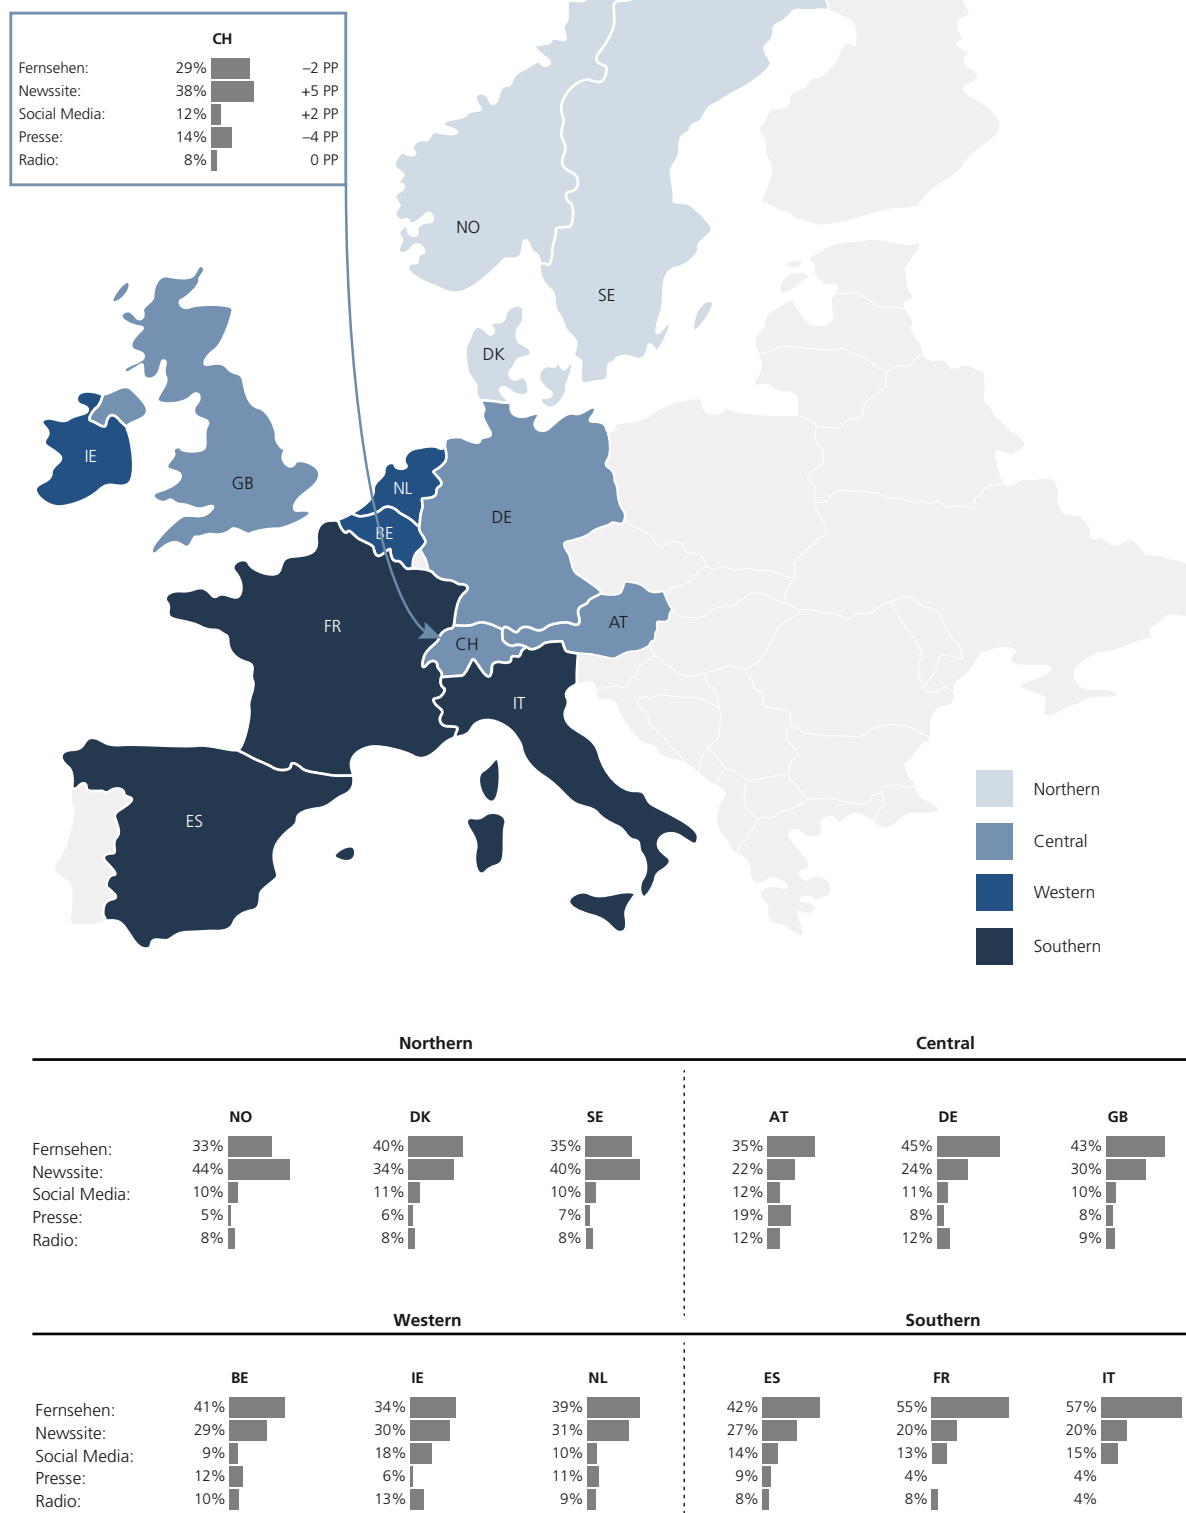 CH
Fernsehen: 29% –2 PP
Newssite: 38% +5 PP
Social Media: 12% +2 PP
Presse: 14% –4 PP
Radio: 8% 0 PP
NO
SE
DK
IE
GB
NL
BE
DE
FR
CH
AT
IT
ES
Northern
Central
Western
Southern
Northern Central
NO DK SE AT DE GB
Fernsehen: 33% 40% 35% 35% 45% 43%
Newssite: 44% 34% 40% 22% 24% 30%
Social Media: 10% 11% 10% 12% 11% 10%
Presse: 5% 6% 7% 19% 8% 8%
Radio: 8% 8% 8% 12% 12% 9%
Western Southern
BE IE NL ES FR IT
Fernsehen: 41% 34% 39% 42% 55% 57%
Newssite: 29% 30% 31% 27% 20% 20%
Social Media: 9% 18% 10% 14% 13% 15%
Presse: 12% 6% 11% 9% 4% 4%
Radio: 10% 13% 9% 8% 8% 4%